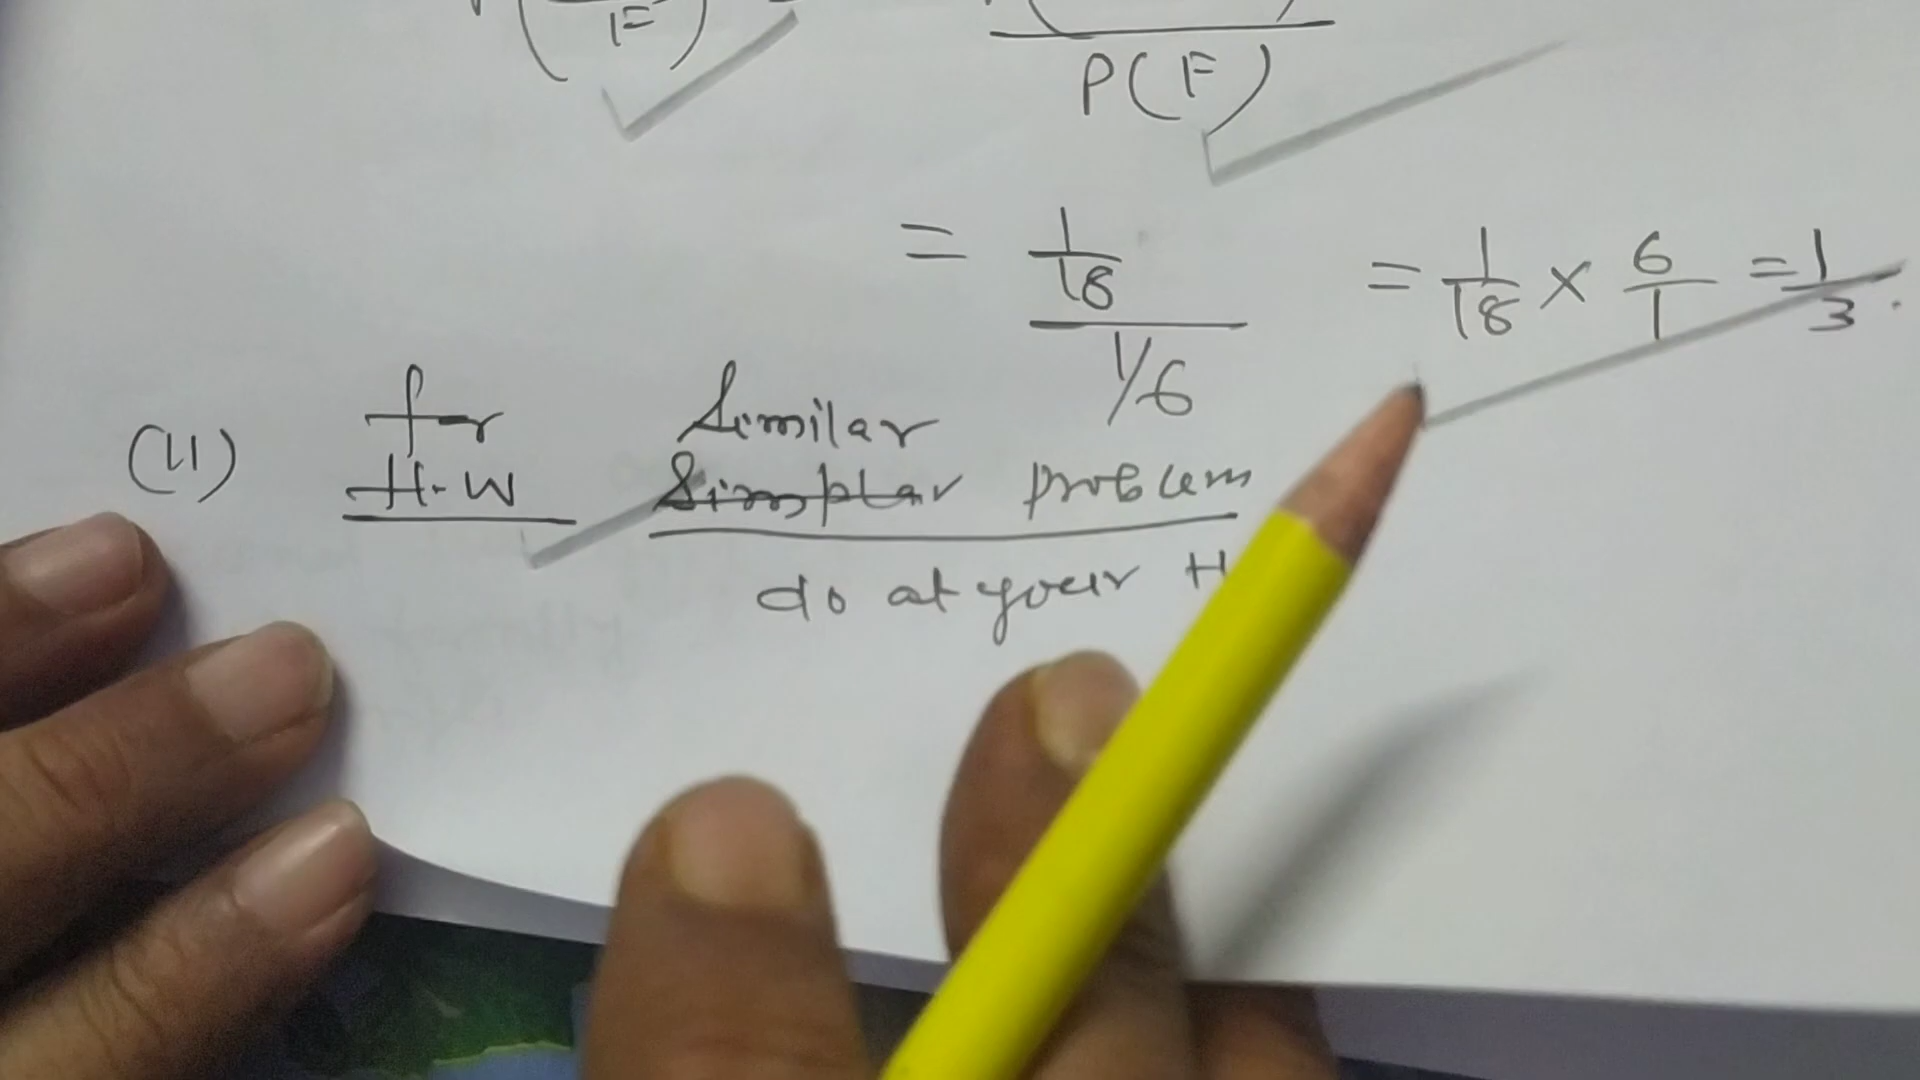 F)
P(F)
= 1/18 / 1/6 = 1/18 × 6/1 = 1/3.
(ii) for Similar
H.W Simplar problem
do at your H